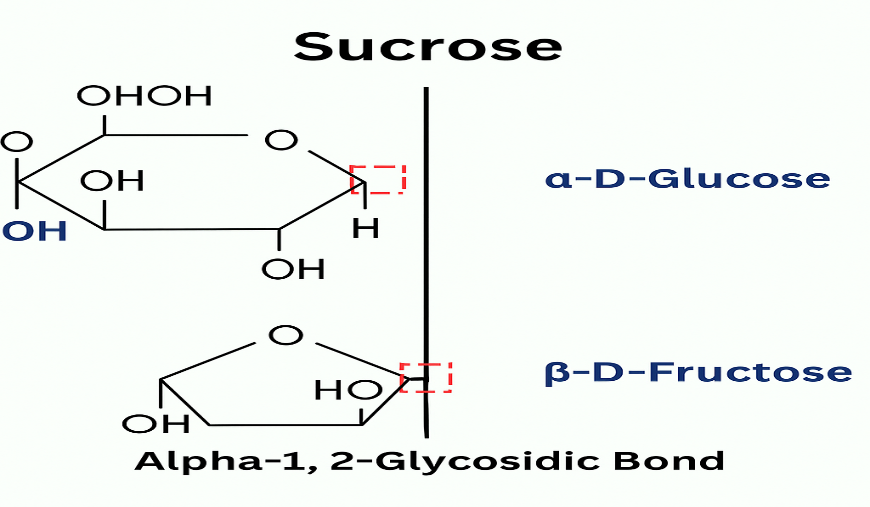 Sucrose
OHOH
O
O
OH
α-D-Glucose
OH
H
OH
O
β-D-Fructose
HO
OH
Alpha-1, 2-Glycosidic Bond